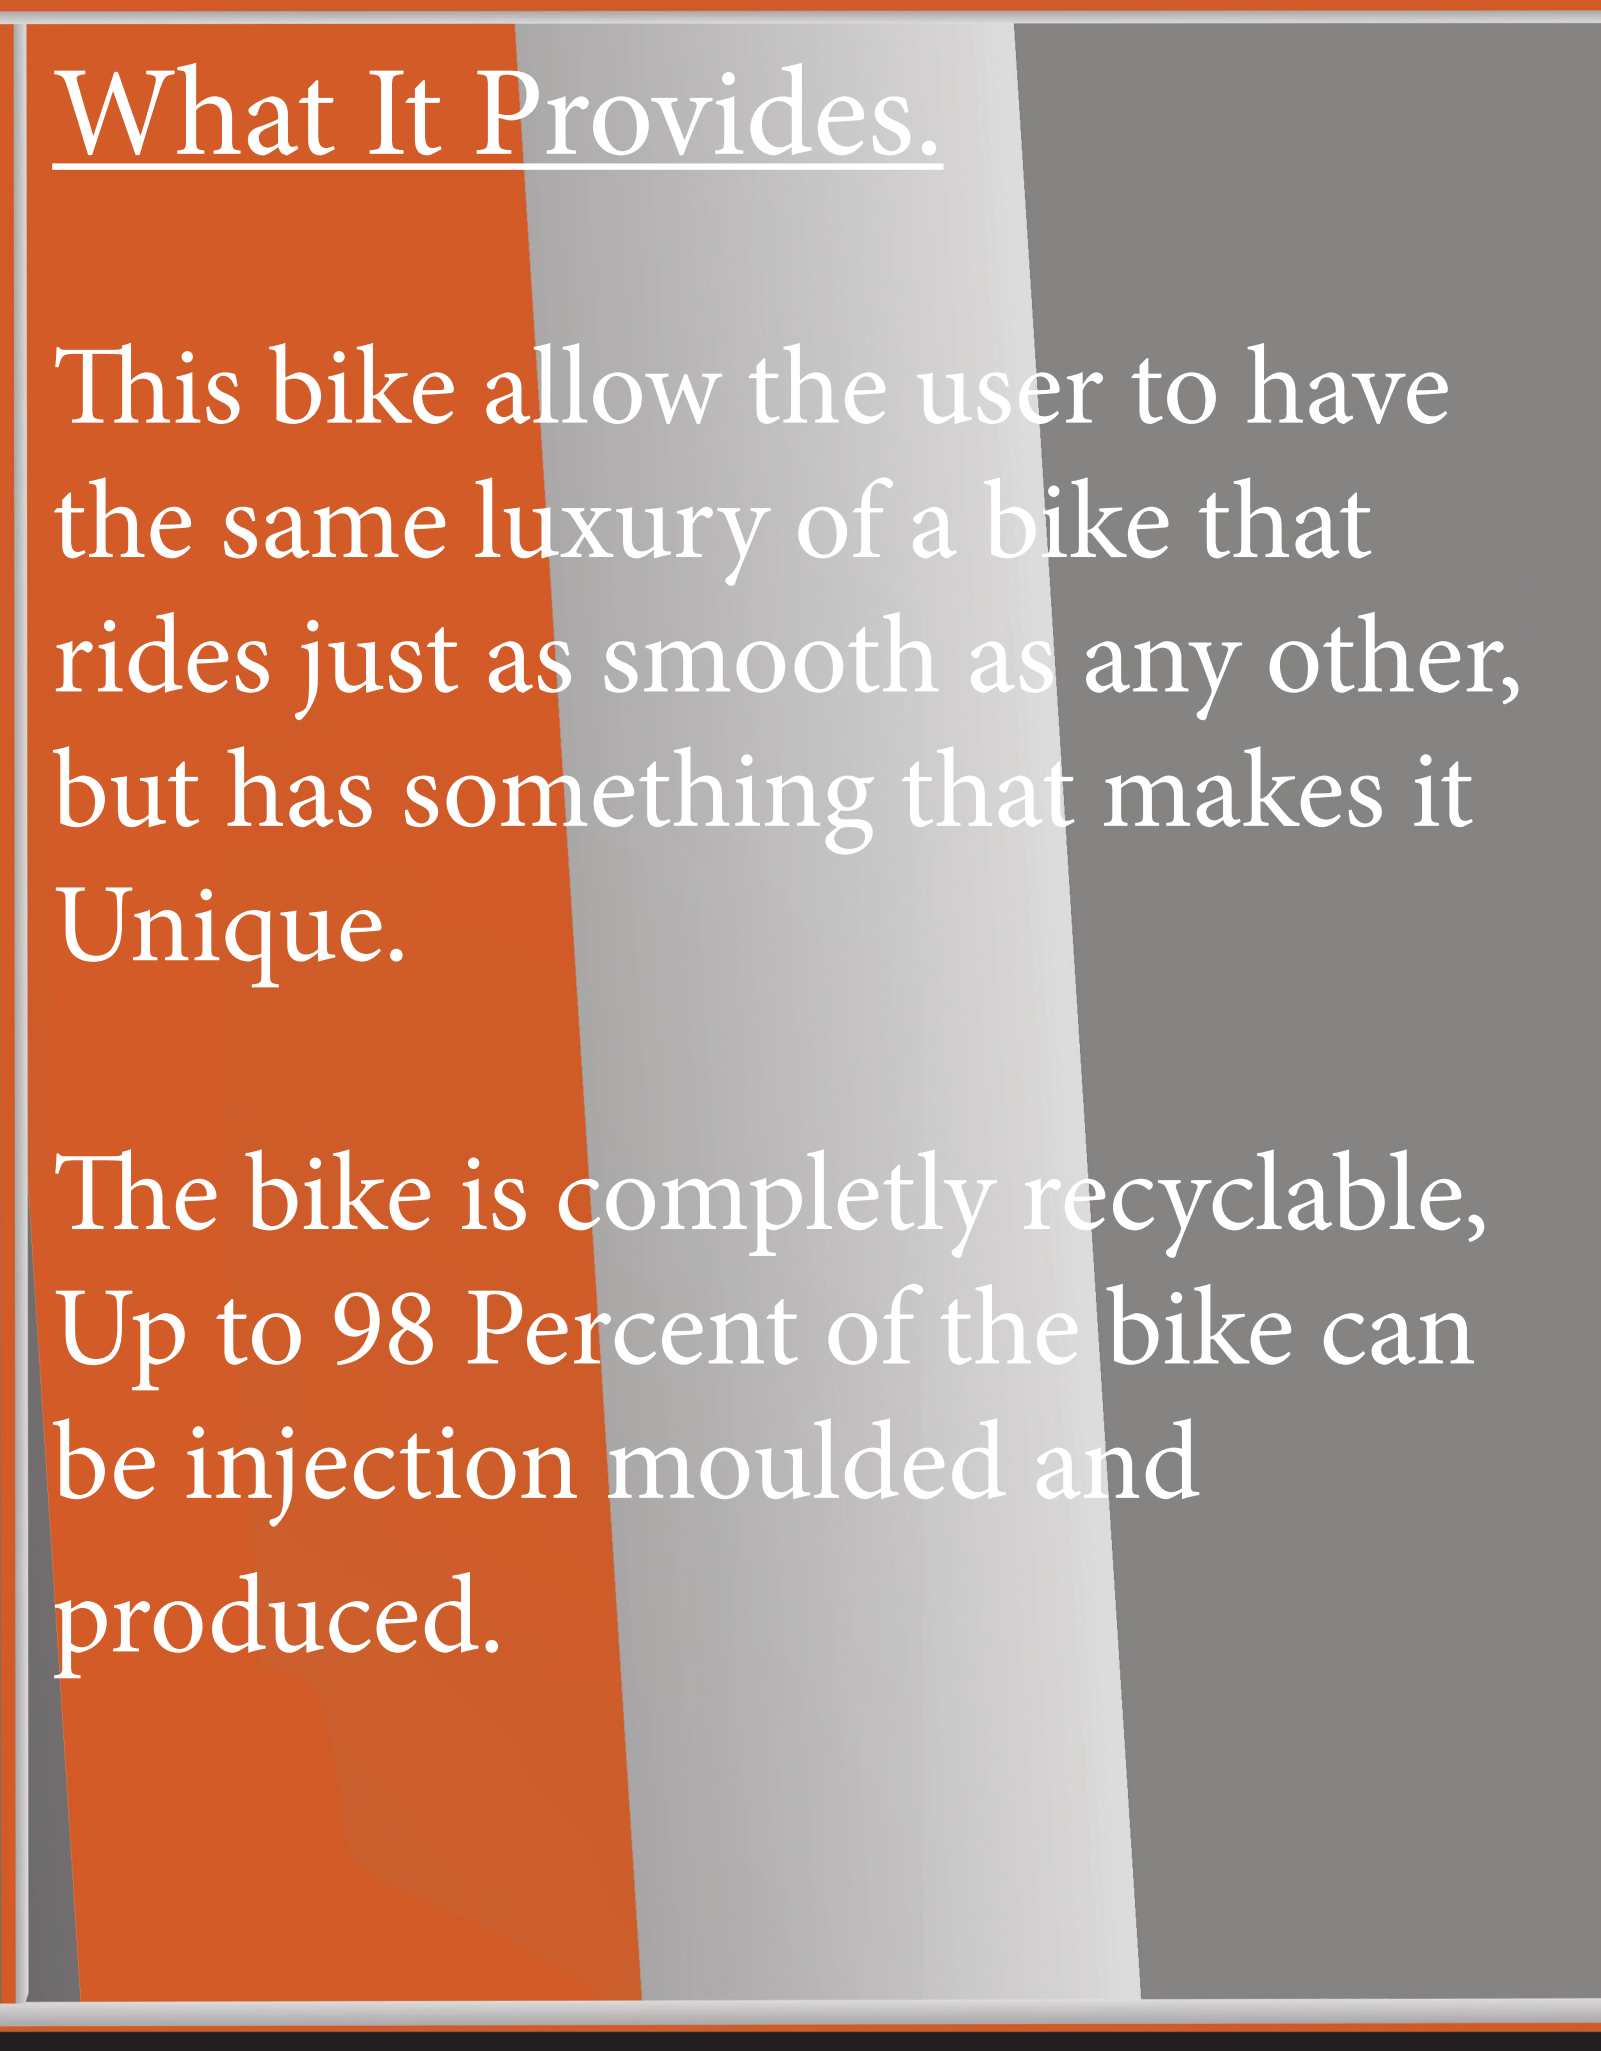 What It Provides.
This bike allow the user to have
the same luxury of a bike that
rides just as smooth as any other,
but has something that makes it
Unique.
The bike is completly recyclable,
Up to 98 Percent of the bike can
be injection moulded and
produced.